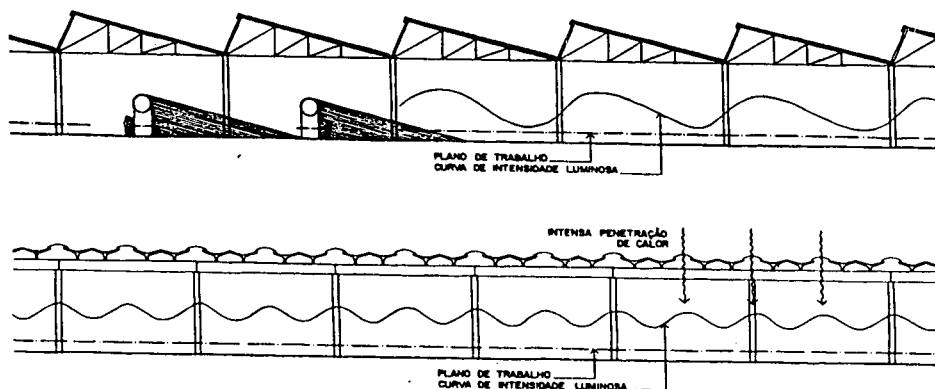 PLANO DE TRABALHO
CURVA DE INTENSIDADE LUMINOSA
INTENSA PENETRAÇÃO
DE CALOR
PLANO DE TRABALHO
CURVA DE INTENSIDADE LUMINOSA